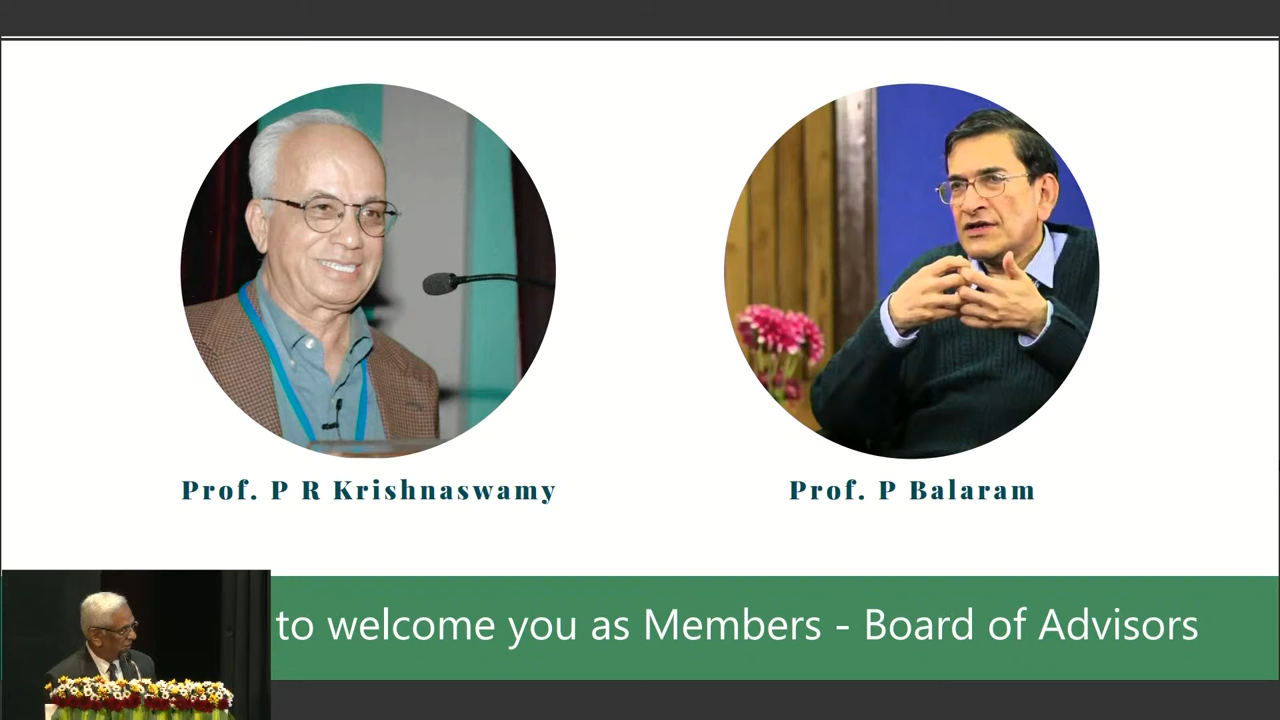 Prof. P R Krishnaswamy
Prof. P Balaram
to welcome you as Members - Board of Advisors